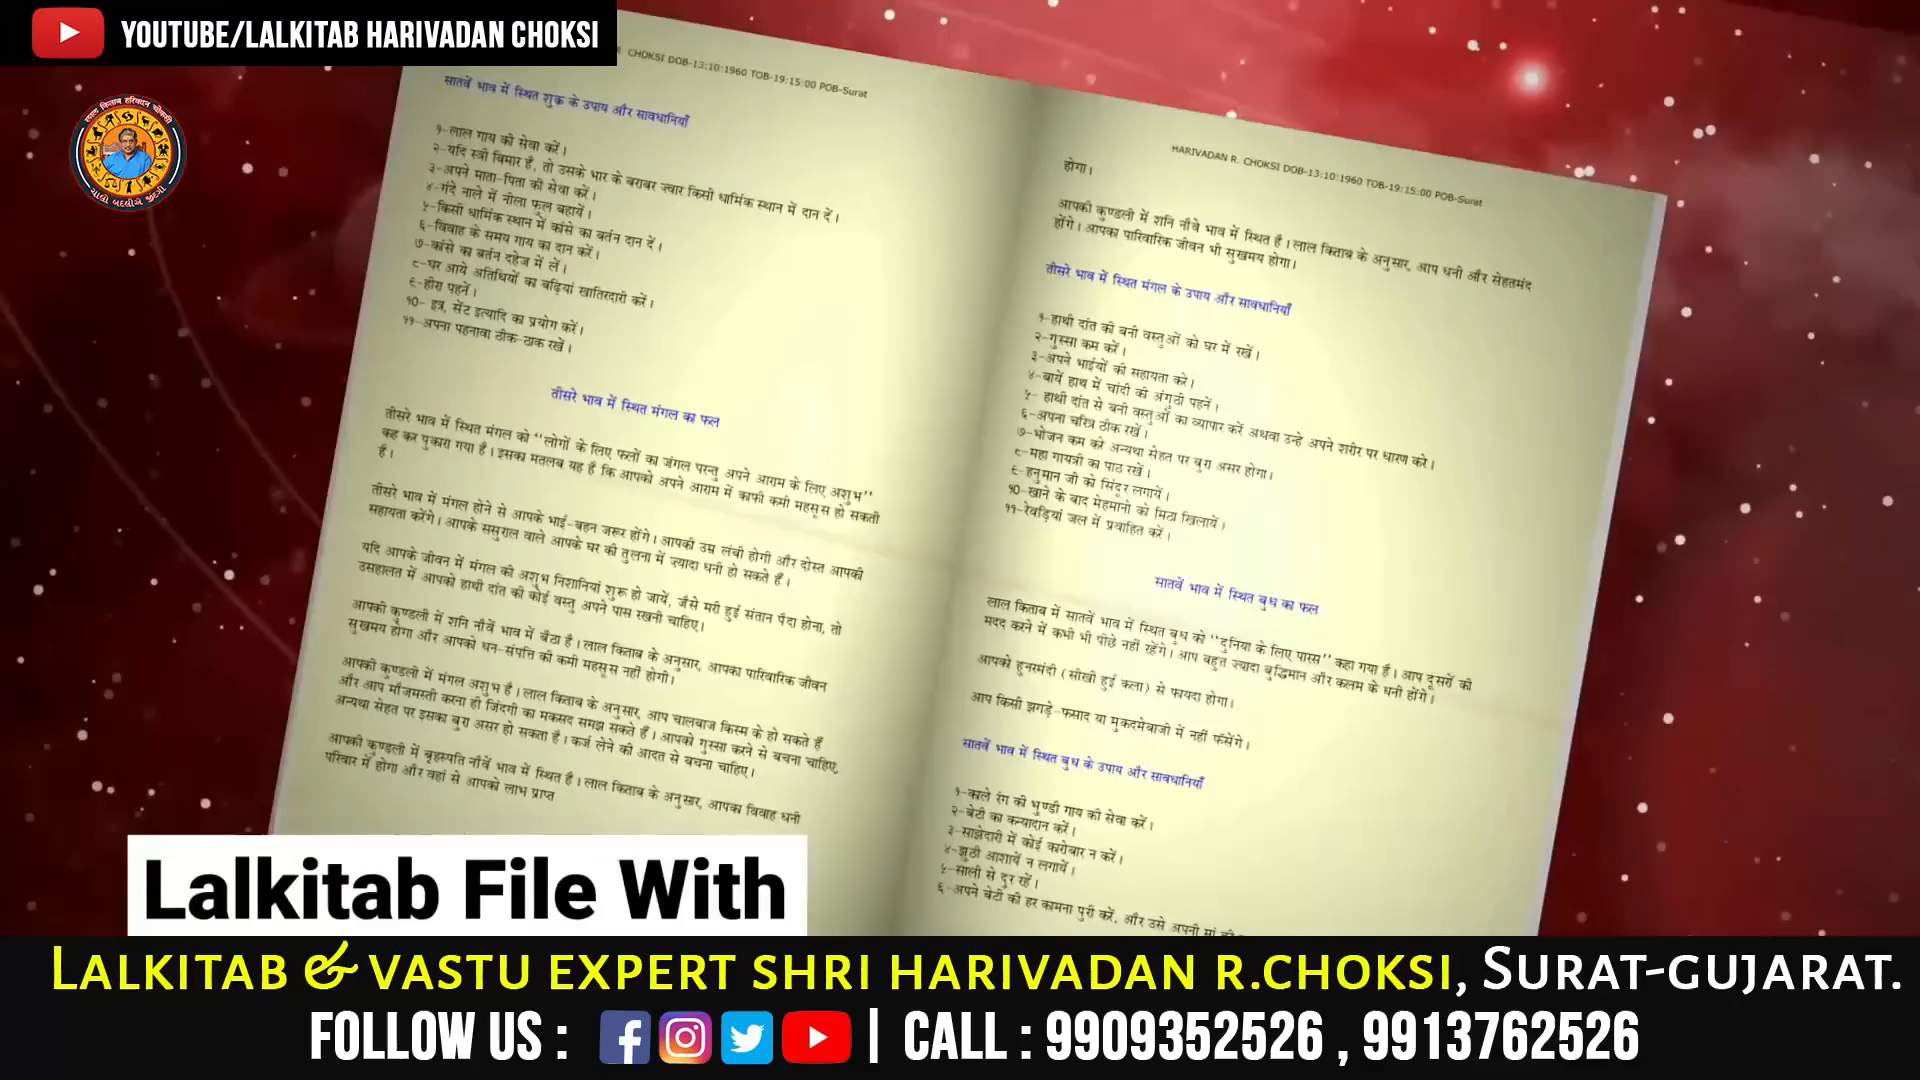 YOUTUBE/LALKITAB HARIVADAN CHOKSI
CHOKSI DOB-13:10:1960 TOB-19:15:00 POB-Surat
सातवें भाव में स्थित शुक्र के उपाय और सावधानियाँ
१-लाल गाय की सेवा करें।
२-यदि स्त्री बिमार है, तो उसके भार के बराबर ज्वार किसी धार्मिक स्थान में दान दें।
३-अपने माता-पिता की सेवा करें।
४-गंदे नाले में नीला फूल बहायें।
५-किसी धार्मिक स्थान में कांसे का बर्तन दान दें।
६-विवाह के समय गाय का दान करें।
७-कांसे का बर्तन दहेज में लें।
८-घर आये अतिथियों का बढ़ियां खातिरदारी करें।
९-हीरा पहनें।
१०- इत्र, सेंट इत्यादि का प्रयोग करें।
११-अपना पहनावा ठीक-ठाक रखें।
तीसरे भाव में स्थित मंगल का फल
तीसरे भाव में स्थित मंगल को "लोगों के लिए फलों का जंगल परन्तु अपने आराम के लिए अशुभ"
कह कर पुकारा गया है। इसका मतलब यह है कि आपको अपने आराम में काफी कमी महसूस हो सकती
है।
तीसरे भाव में मंगल होने से आपके भाई-बहन जरूर होंगे। आपकी उम्र लंबी होगी और दोस्त आपकी
सहायता करेंगे। आपके ससुराल वाले आपके घर की तुलना में ज्यादा धनी हो सकते हैं।
यदि आपके जीवन में मंगल की अशुभ निशानियां शुरू हो जायें, जैसे मरी हुई संतान पैदा होना, तो
उसहालत में आपको हाथी दांत की कोई वस्तु अपने पास रखनी चाहिए।
आपकी कुण्डली में शनि नौवें भाव में बैठा है। लाल किताब के अनुसार, आपका पारिवारिक जीवन
सुखमय होगा और आपको धन-संपत्ति की कमी महसूस नहीं होगी।
आपकी कुण्डली में मंगल अशुभ है। लाल किताब के अनुसार, आप चालबाज किस्म के हो सकते हैं
और आप मौजमस्ती करना ही जिंदगी का मकसद समझ सकते हैं। आपको गुस्सा करने से बचना चाहिए,
अन्यथा सेहत पर इसका बुरा असर हो सकता है। कर्ज लेने की आदत से बचना चाहिए।
आपकी कुण्डली में बृहस्पति नौवें भाव में स्थित है। लाल किताब के अनुसार, आपका विवाह धनी
परिवार में होगा और वहां से आपको लाभ प्राप्त
HARIVADAN R. CHOKSI DOB-13:10:1960 TOB-19:15:00 POB-Surat
होगा।
आपकी कुण्डली में शनि नौवे भाव में स्थित है। लाल किताब के अनुसार, आप धनी और सेहतमंद
होंगे। आपका पारिवारिक जीवन भी सुखमय होगा।
तीसरे भाव में स्थित मंगल के उपाय और सावधानियाँ
१-हाथी दांत की बनी वस्तुओं को घर में रखें।
२-गुस्सा कम करें।
३-अपने भाईयों की सहायता करे।
४-बायें हाथ में चांदी की अंगुठी पहनें।
५- हाथी दांत से बनी वस्तुओं का व्यापार करें अथवा उन्हे अपने शरीर पर धारण करे।
६-अपना चरित्र ठीक रखें।
७-भोजन कम करे अन्यथा सेहत पर बुरा असर होगा।
८-महा गायत्री का पाठ रखें।
९-हनुमान जी को सिंदूर लगायें।
१०-खाने के बाद मेहमानो को मिठा खिलायें।
११-रेवड़ियां जल में प्रवाहित करें।
सातवें भाव में स्थित बुध का फल
लाल किताब में सातवें भाव में स्थित बुध को "दुनिया के लिए पारस" कहा गया है। आप दूसरों की
मदद करने में कभी भी पीछे नहीं रहेंगे। आप बहुत ज्यादा बुद्धिमान और कलम के धनी होंगे।
आपको हुनरमंदी (सीखी हुई कला) से फायदा होगा।
आप किसी झगड़े-फसाद या मुकदमेबाजी में नहीं फंसेंगे।
सातवें भाव में स्थित बुध के उपाय और सावधानियाँ
१-काले रंग की भुण्डी गाय की सेवा करें।
२-बेटी का कन्यादान करें।
३-साझेदारी में कोई कारोबार न करें।
४-झुठी आशायें न लगायें।
५-साली से दुर रहें।
६-अपने बेटी की हर कामना पुरी करें, और उसे अपनी मां
Lalkitab File With
LALKITAB & VASTU EXPERT SHRI HARIVADAN R.CHOKSI, SURAT-GUJARAT.
FOLLOW US : | CALL : 9909352526 , 9913762526